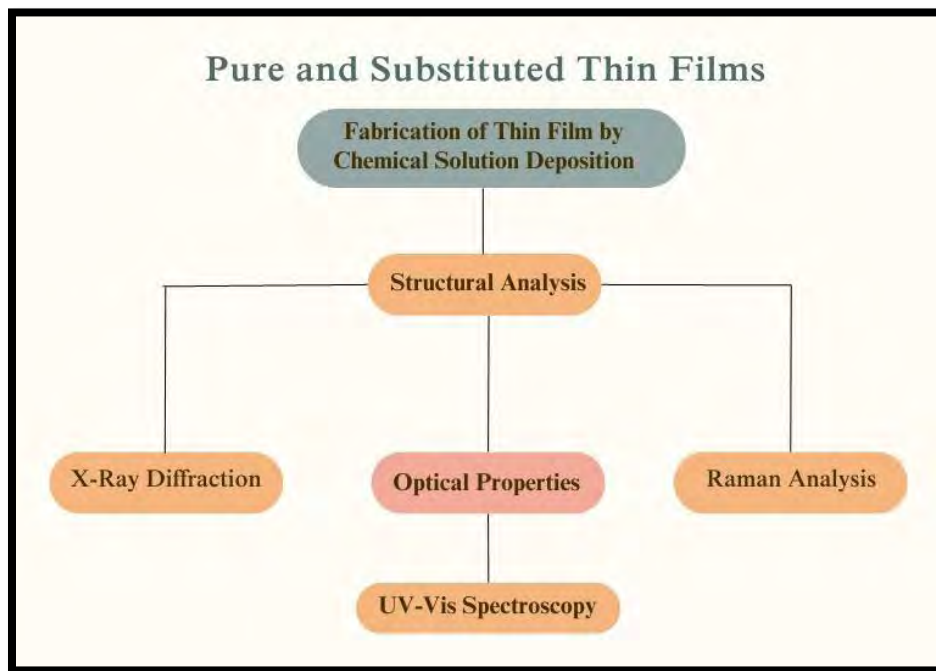 Pure and Substituted Thin Films
Fabrication of Thin Film by
Chemical Solution Deposition
Structural Analysis
X-Ray Diffraction
Optical Properties
Raman Analysis
UV-Vis Spectroscopy